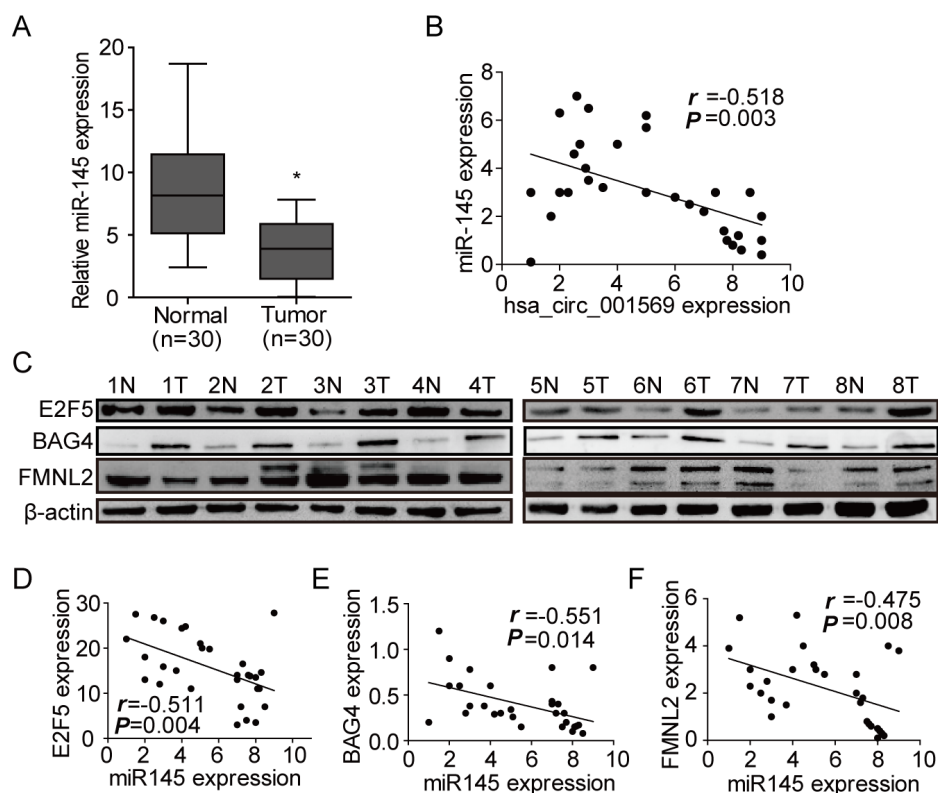 A
Relative miR-145 expression
20
15
10
5
0
*
Normal
(n=30)
Tumor
(n=30)
B
miR-145 expression
8
6
4
2
0
r =-0.518
P =0.003
0 2 4 6 8 10
hsa_circ_001569 expression
C
1N 1T 2N 2T 3N 3T 4N 4T 5N 5T 6N 6T 7N 7T 8N 8T
E2F5
BAG4
FMNL2
β-actin
D
E2F5 expression
30
20
10
0
r=-0.511
P=0.004
0 2 4 6 8 10
miR145 expression
E
BAG4 expression
1.5
1.0
0.5
0.0
r=-0.551
P=0.014
0 2 4 6 8 10
miR145 expression
F
FMNL2 expression
6
4
2
0
r=-0.475
P=0.008
0 2 4 6 8 10
miR145 expression